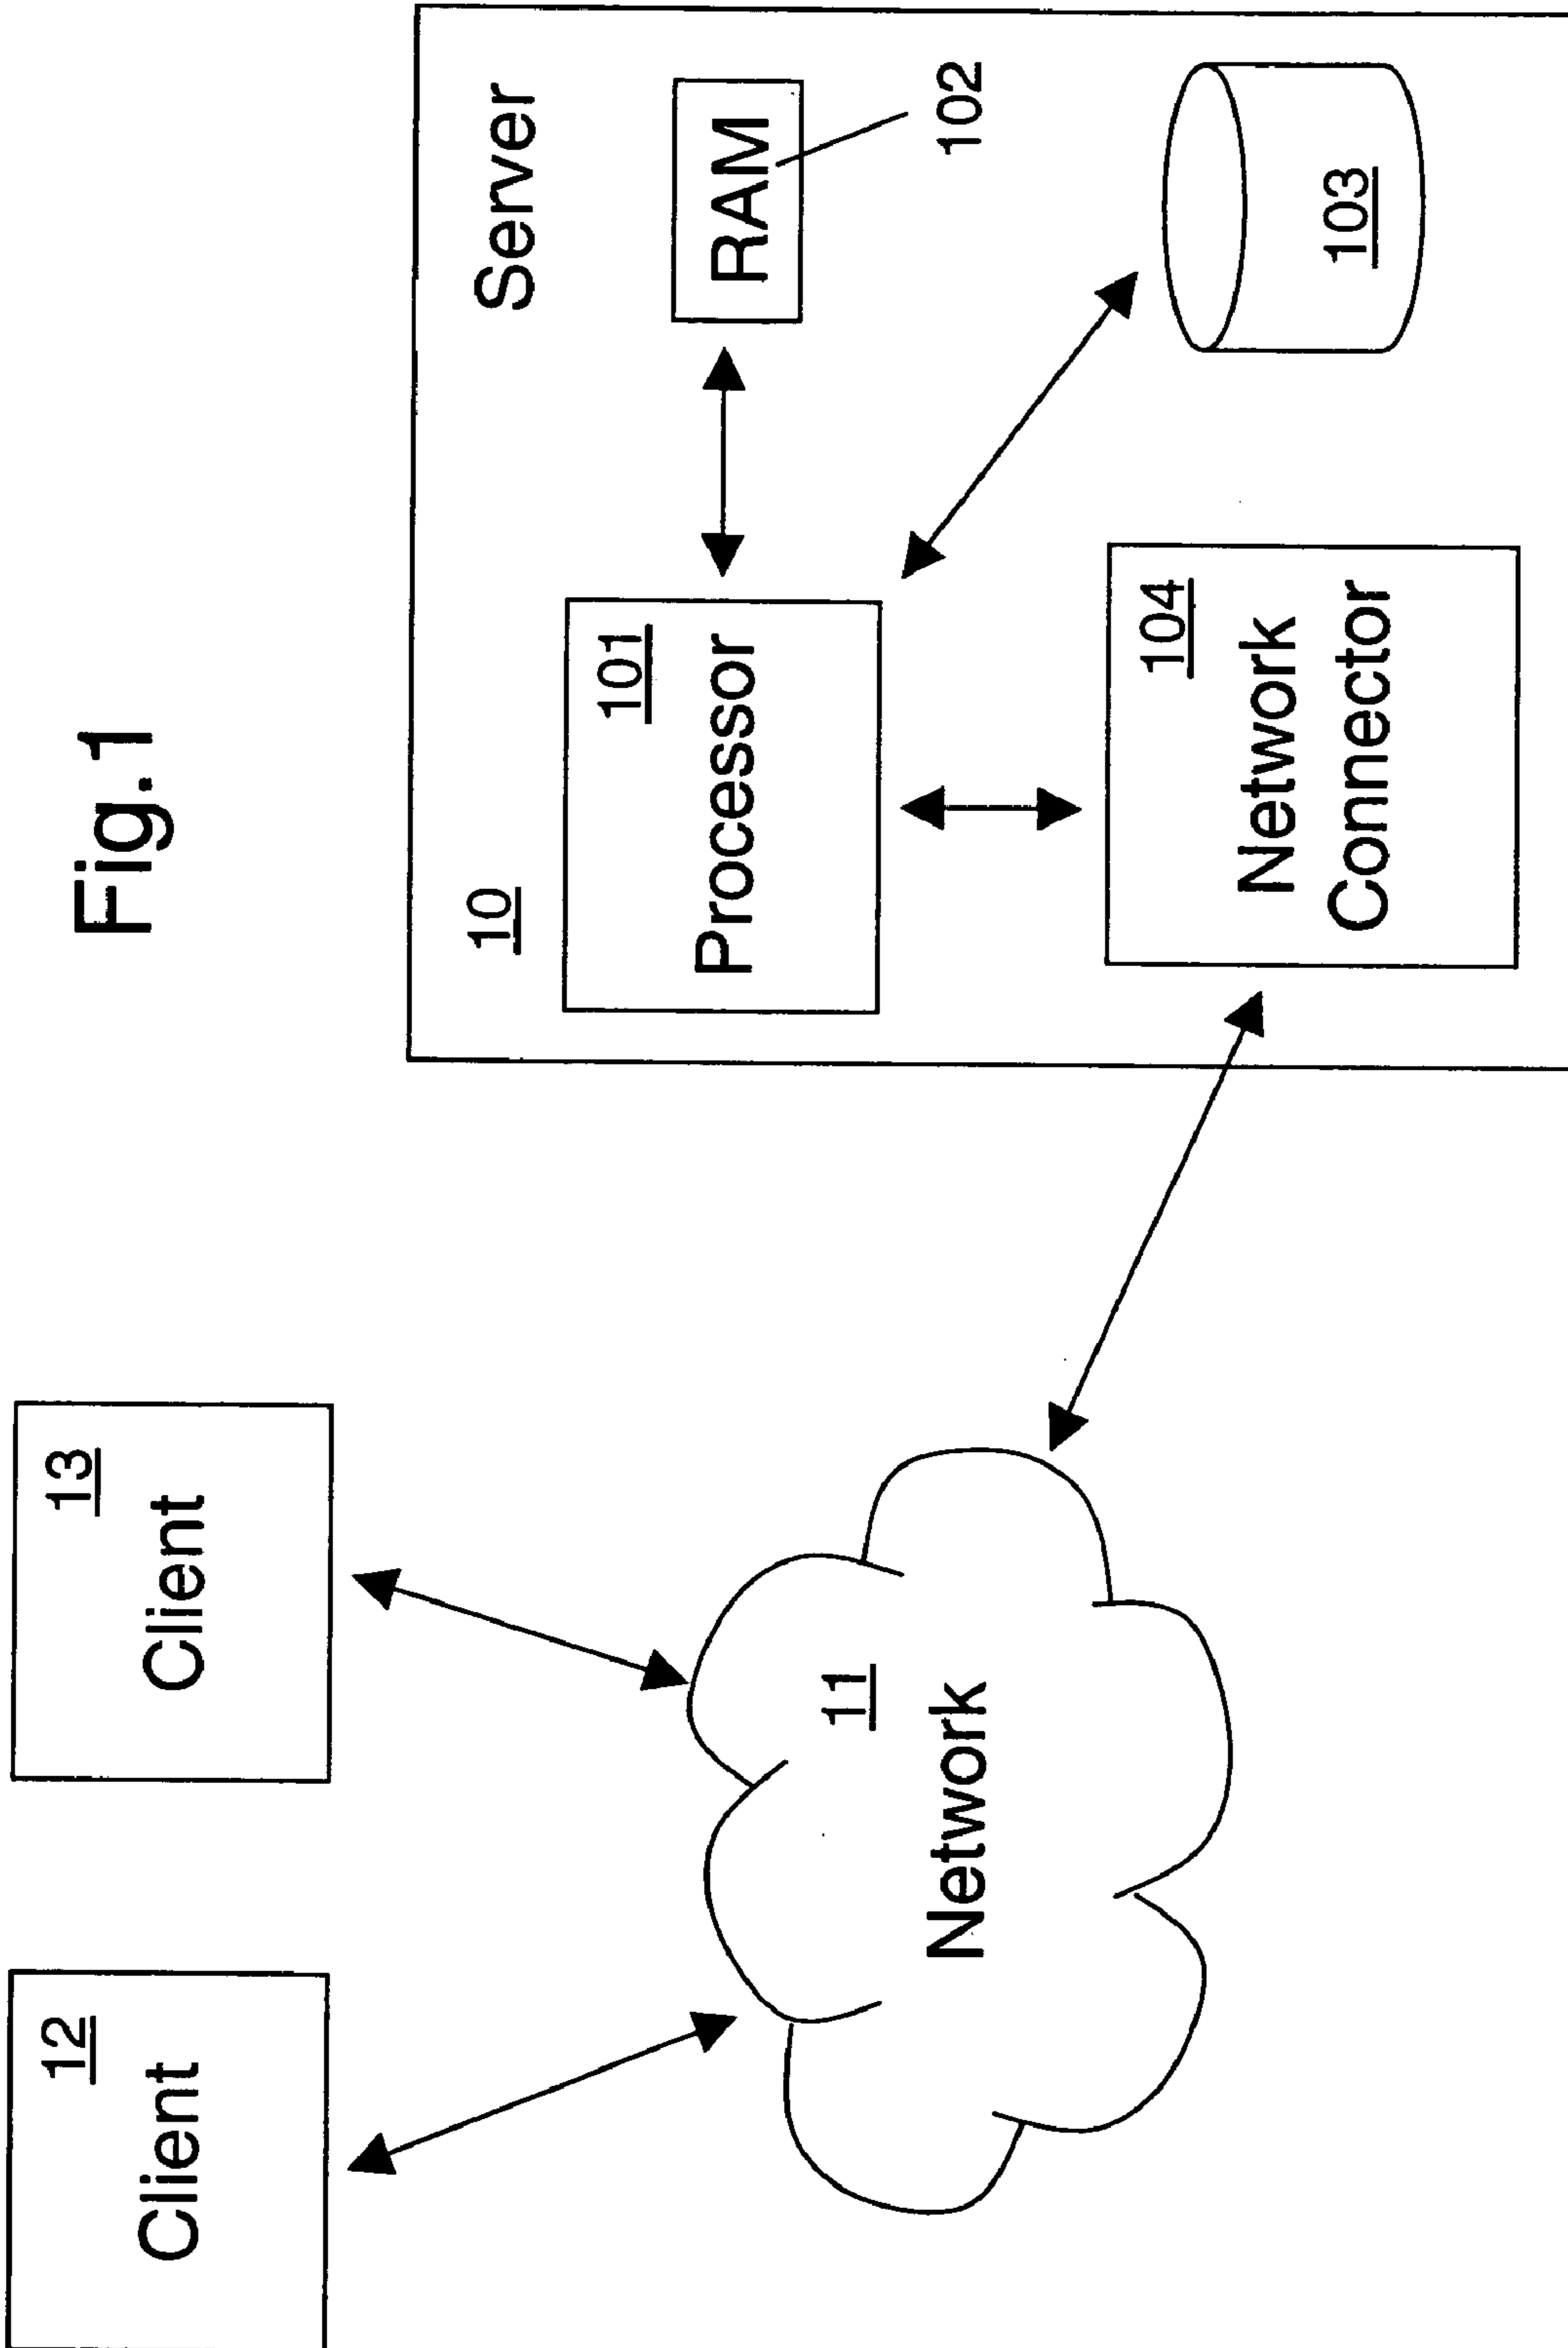 Fig.1
12
Client
13
Client
11
Network
10
Server
101
Processor
RAM
102
103
104
Network
Connector